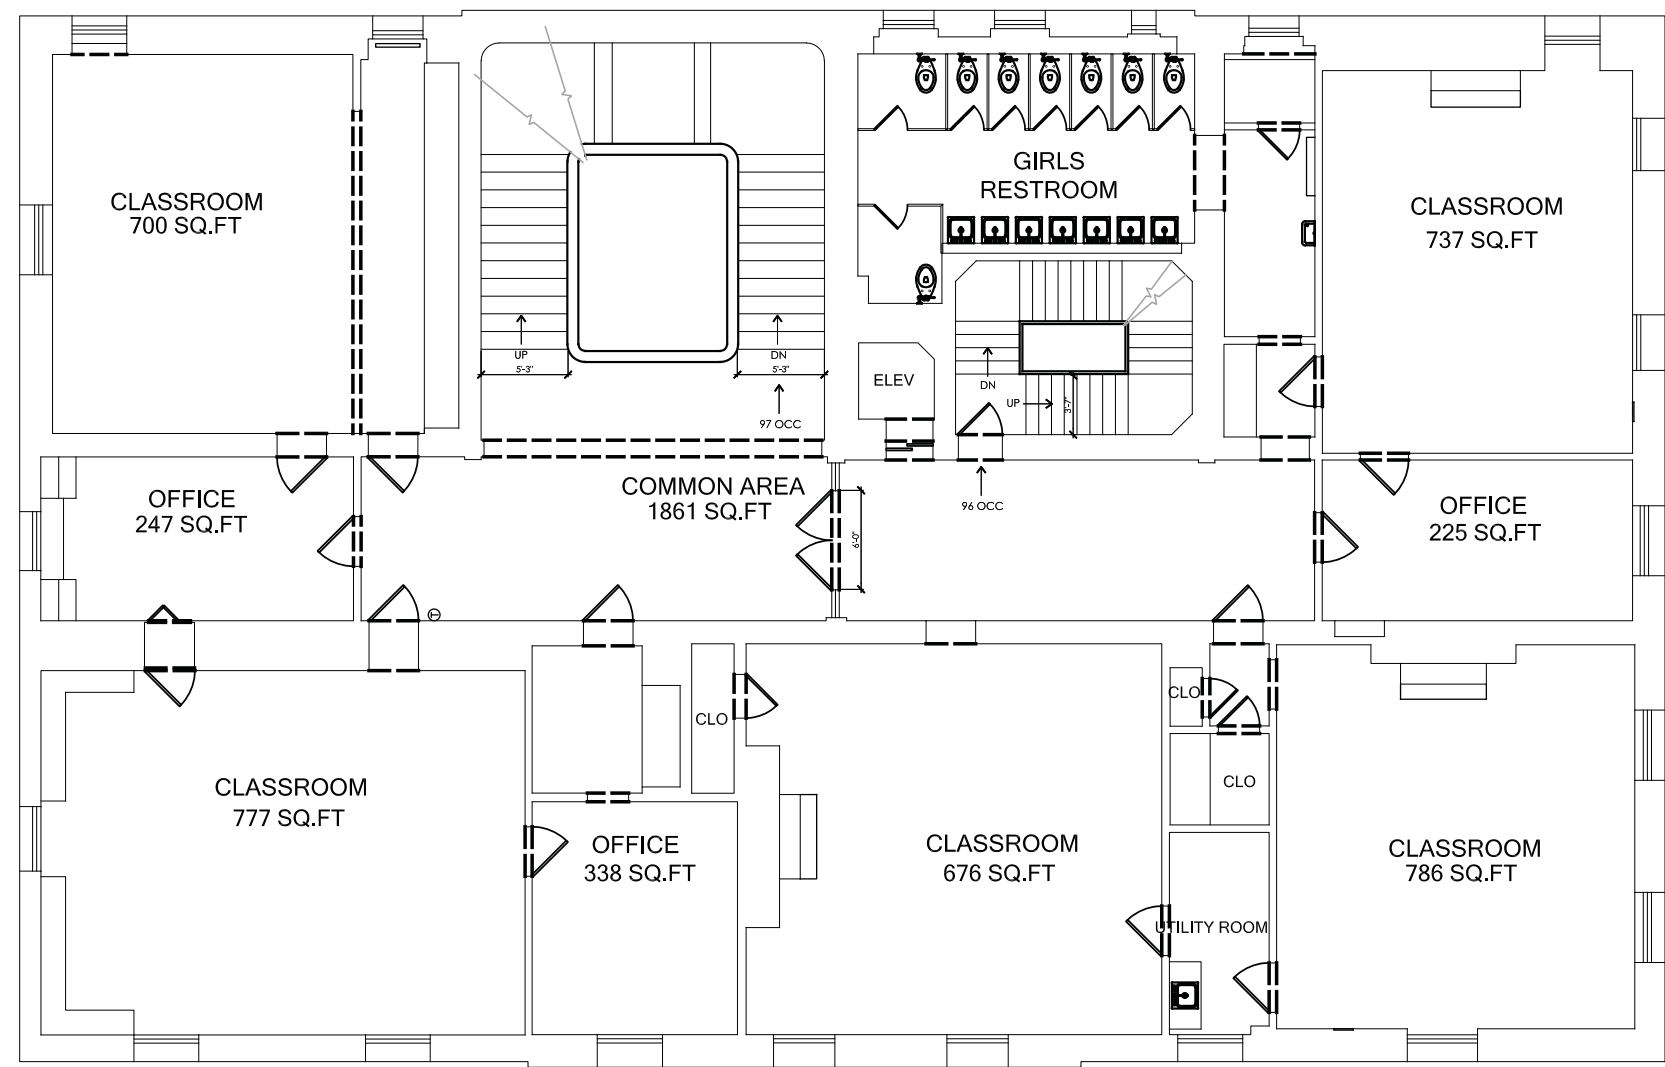 CLASSROOM
700 SQ.FT
GIRLS
RESTROOM
CLASSROOM
737 SQ.FT
UP
5'-3"
DN
5'-3"
97 OCC
ELEV
DN
UP
3'-7"
OFFICE
247 SQ.FT
COMMON AREA
1861 SQ.FT
6'-0"
96 OCC
OFFICE
225 SQ.FT
T
CLASSROOM
777 SQ.FT
CLO
OFFICE
338 SQ.FT
CLASSROOM
676 SQ.FT
CLO
CLO
UTILITY ROOM
CLASSROOM
786 SQ.FT